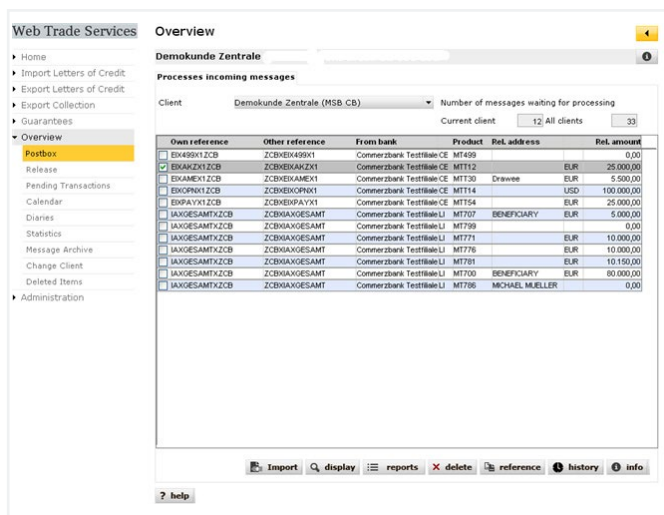 Web Trade Services
Overview
Demokunde Zentrale
Home
Import Letters of Credit
Export Letters of Credit
Export Collection
Guarantees
Overview
Postbox
Release
Pending Transactions
Calendar
Diaries
Statistics
Message Archive
Change Client
Deleted Items
Administration
Processes incoming messages
Client Demokunde Zentrale (MSB CB) Number of messages waiting for processing
Current client 12 All clients 33
Own reference Other reference From bank Product Rel. address Rel. amount
EIX499X1ZCB ZCBXEIX499X1 Commerzbank Testfiliale CE MT499 0,00
EIXAKZX1ZCB ZCBXEIXAKZX1 Commerzbank Testfiliale CE MTT12 EUR 25.000,00
EIXAMEX1ZCB ZCBXEIXAMEX1 Commerzbank Testfiliale CE MTT30 Drawee EUR 5.500,00
EIXOPNX1ZCB ZCBXEIXOPNX1 Commerzbank Testfiliale CE MTT14 USD 100.000,00
EIXPAYX1ZCB ZCBXEIXPAYX1 Commerzbank Testfiliale CE MTT54 EUR 25.000,00
IAXGESAMTXZCB ZCBXIAXGESAMT Commerzbank Testfiliale LI MT707 BENEFICIARY EUR 5.000,00
IAXGESAMTXZCB ZCBXIAXGESAMT Commerzbank Testfiliale LI MT799 0,00
IAXGESAMTXZCB ZCBXIAXGESAMT Commerzbank Testfiliale LI MT771 EUR 10.000,00
IAXGESAMTXZCB ZCBXIAXGESAMT Commerzbank Testfiliale LI MT776 EUR 10.000,00
IAXGESAMTXZCB ZCBXIAXGESAMT Commerzbank Testfiliale LI MT781 EUR 10.150,00
IAXGESAMTXZCB ZCBXIAXGESAMT Commerzbank Testfiliale LI MT700 BENEFICIARY EUR 80.000,00
IAXGESAMTXZCB ZCBXIAXGESAMT Commerzbank Testfiliale LI MT786 MICHAEL MUELLER 0,00
Import display reports delete reference history info
? help